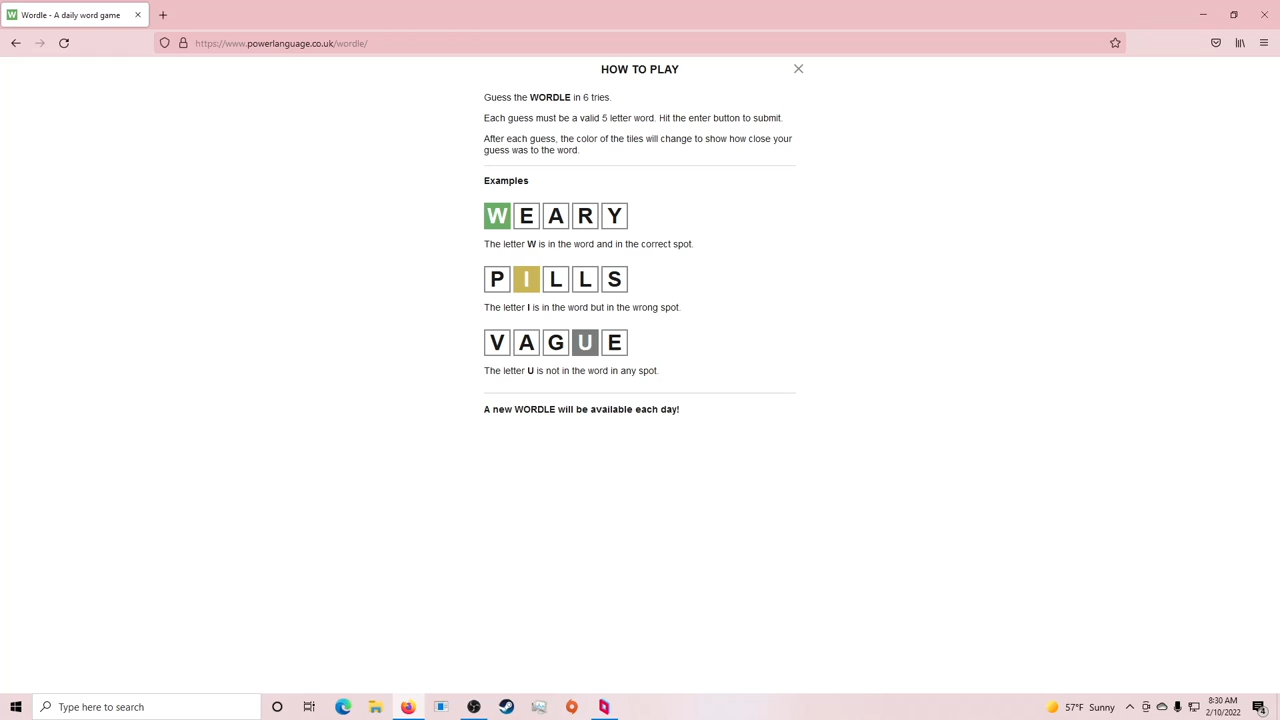 Wordle - A daily word game
https://www.powerlanguage.co.uk/wordle/
HOW TO PLAY
Guess the WORDLE in 6 tries.
Each guess must be a valid 5 letter word. Hit the enter button to submit.
After each guess, the color of the tiles will change to show how close your
guess was to the word.
Examples
WEARY
The letter W is in the word and in the correct spot.
PILLS
The letter I is in the word but in the wrong spot.
VAGUE
The letter U is not in the word in any spot.
A new WORDLE will be available each day!
Type here to search
57°F Sunny
8:30 AM
2/10/2022
4